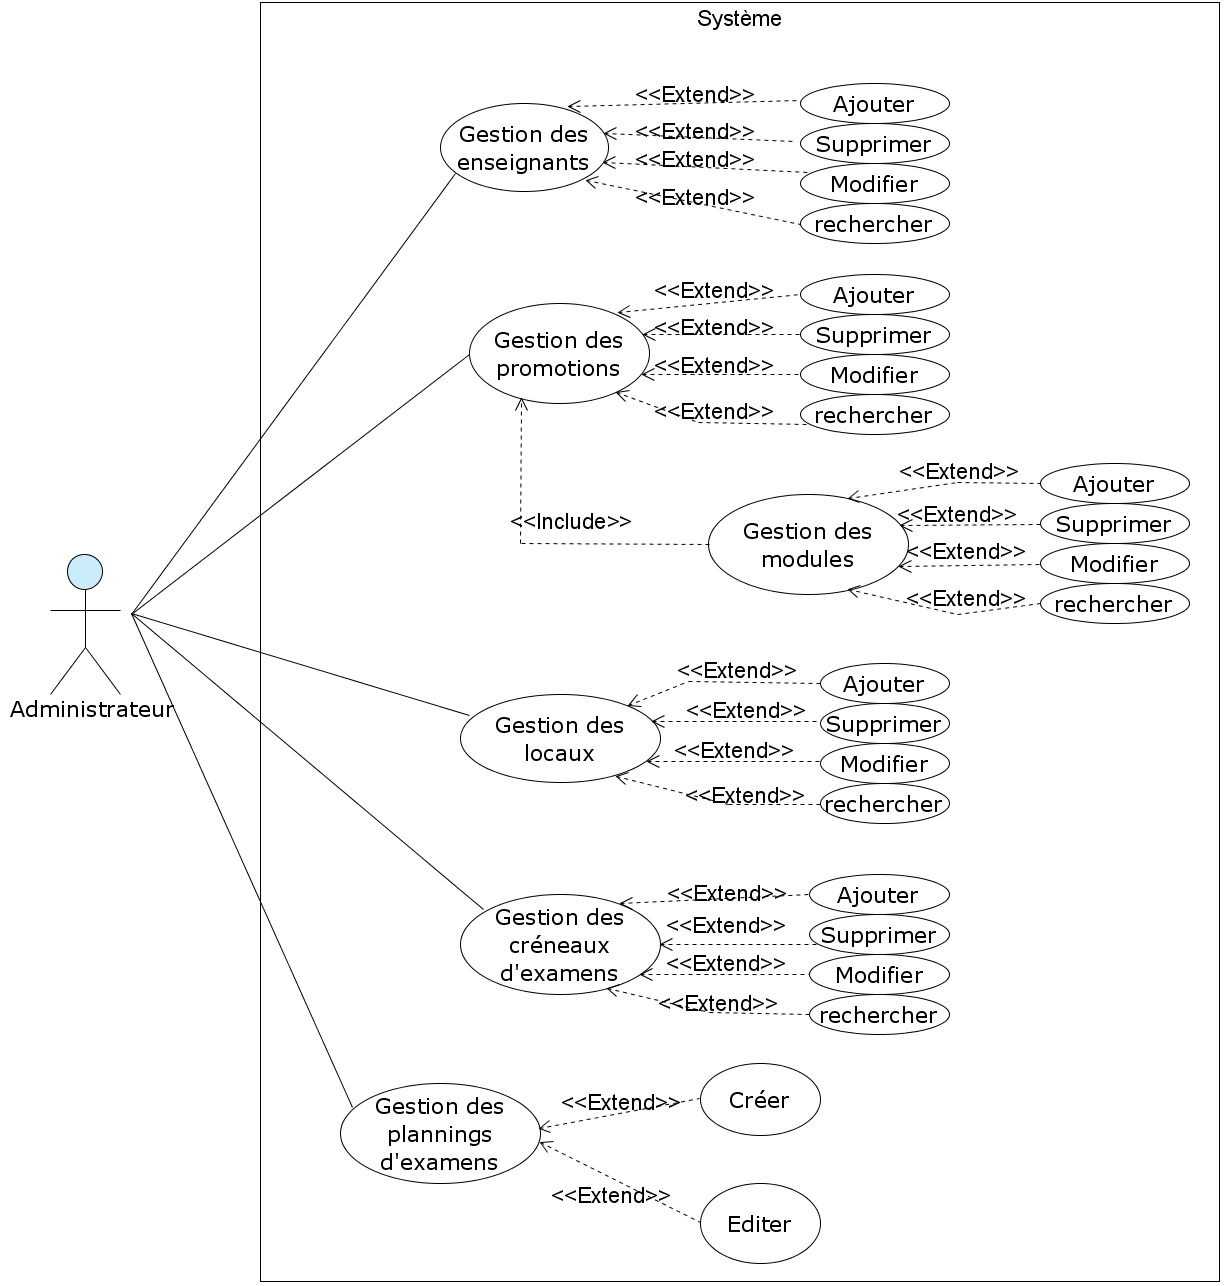 Système
<<Extend>>
Ajouter
Gestion des
enseignants
<<Extend>>
Supprimer
<<Extend>>
Modifier
<<Extend>>
rechercher
<<Extend>>
Ajouter
Gestion des
promotions
<<Extend>>
Supprimer
<<Extend>>
Modifier
<<Extend>>
rechercher
<<Include>>
Gestion des
modules
<<Extend>>
Ajouter
<<Extend>>
Supprimer
<<Extend>>
Modifier
<<Extend>>
rechercher
Administrateur
Gestion des
locaux
<<Extend>>
Ajouter
<<Extend>>
Supprimer
<<Extend>>
Modifier
<<Extend>>
rechercher
Gestion des
créneaux
d'examens
<<Extend>>
Ajouter
<<Extend>>
Supprimer
<<Extend>>
Modifier
<<Extend>>
rechercher
Gestion des
plannings
d'examens
<<Extend>>
Créer
<<Extend>>
Editer